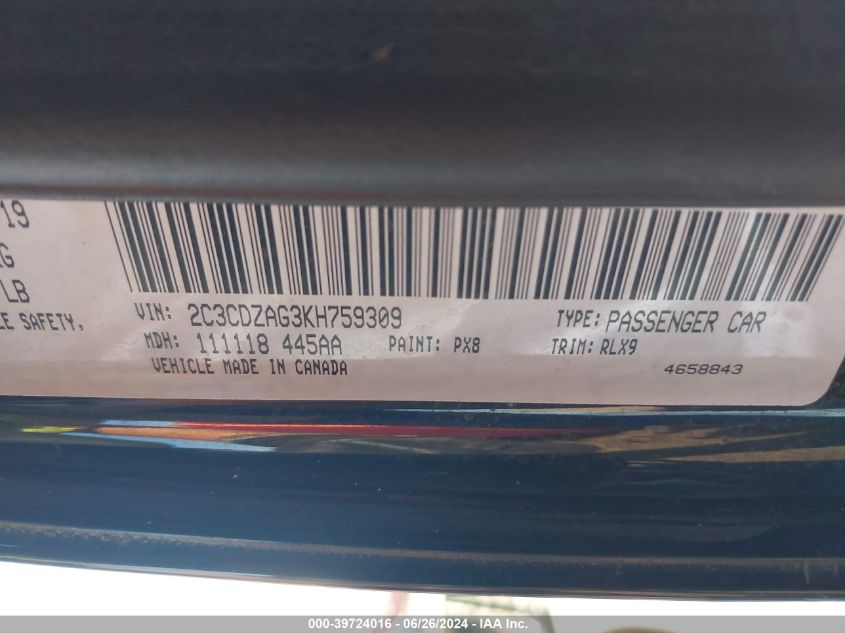 19
G
LB
LE SAFETY,
VIN: 2C3CDZAG3KH759309 TYPE: PASSENGER CAR
MDH: 111118 445AA PAINT: PX8 TRIM: RLX9
VEHICLE MADE IN CANADA 4658843
000-39724016 - 06/26/2024 - IAA Inc.